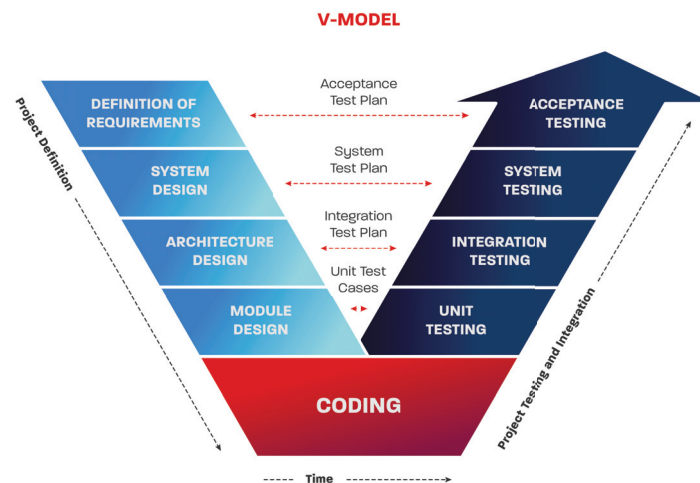 V-MODEL
Project Definition
DEFINITION OF
REQUIREMENTS
Acceptance
Test Plan
ACCEPTANCE
TESTING
SYSTEM
DESIGN
System
Test Plan
SYSTEM
TESTING
ARCHITECTURE
DESIGN
Integration
Test Plan
INTEGRATION
TESTING
MODULE
DESIGN
Unit Test
Cases
UNIT
TESTING
Project Testing and Integration
CODING
Time